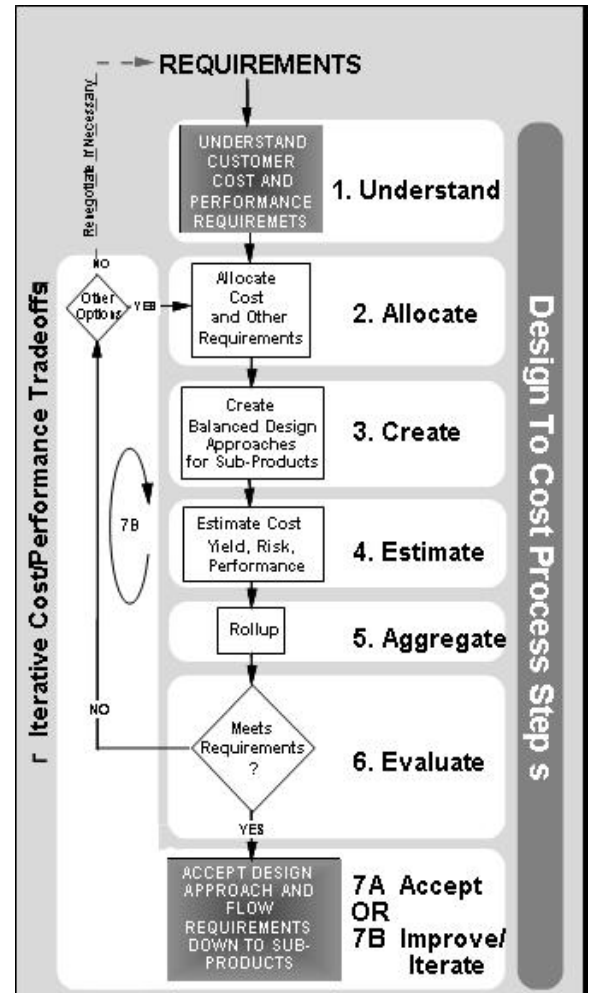 REQUIREMENTS
Renegotiate If Necessary
UNDERSTAND
CUSTOMER
COST AND
PERFORMANCE
REQUIREMETS
1. Understand
NO
Other
Options
YES
Allocate
Cost
and Other
Requirements
2. Allocate
Create
Balanced Design
Approaches
for Sub-Products
3. Create
7B
Estimate Cost
Yield, Risk,
Performance
4. Estimate
Rollup
5. Aggregate
NO
Meets
Requirements
?
6. Evaluate
YES
ACCEPT DESIGN
APPROACH AND
FLOW
REQUIREMENTS
DOWN TO SUB-
PRODUCTS
7A Accept
OR
7B Improve/
Iterate
r Iterative Cost/Performance Tradeoffs
Design To Cost Process Step s